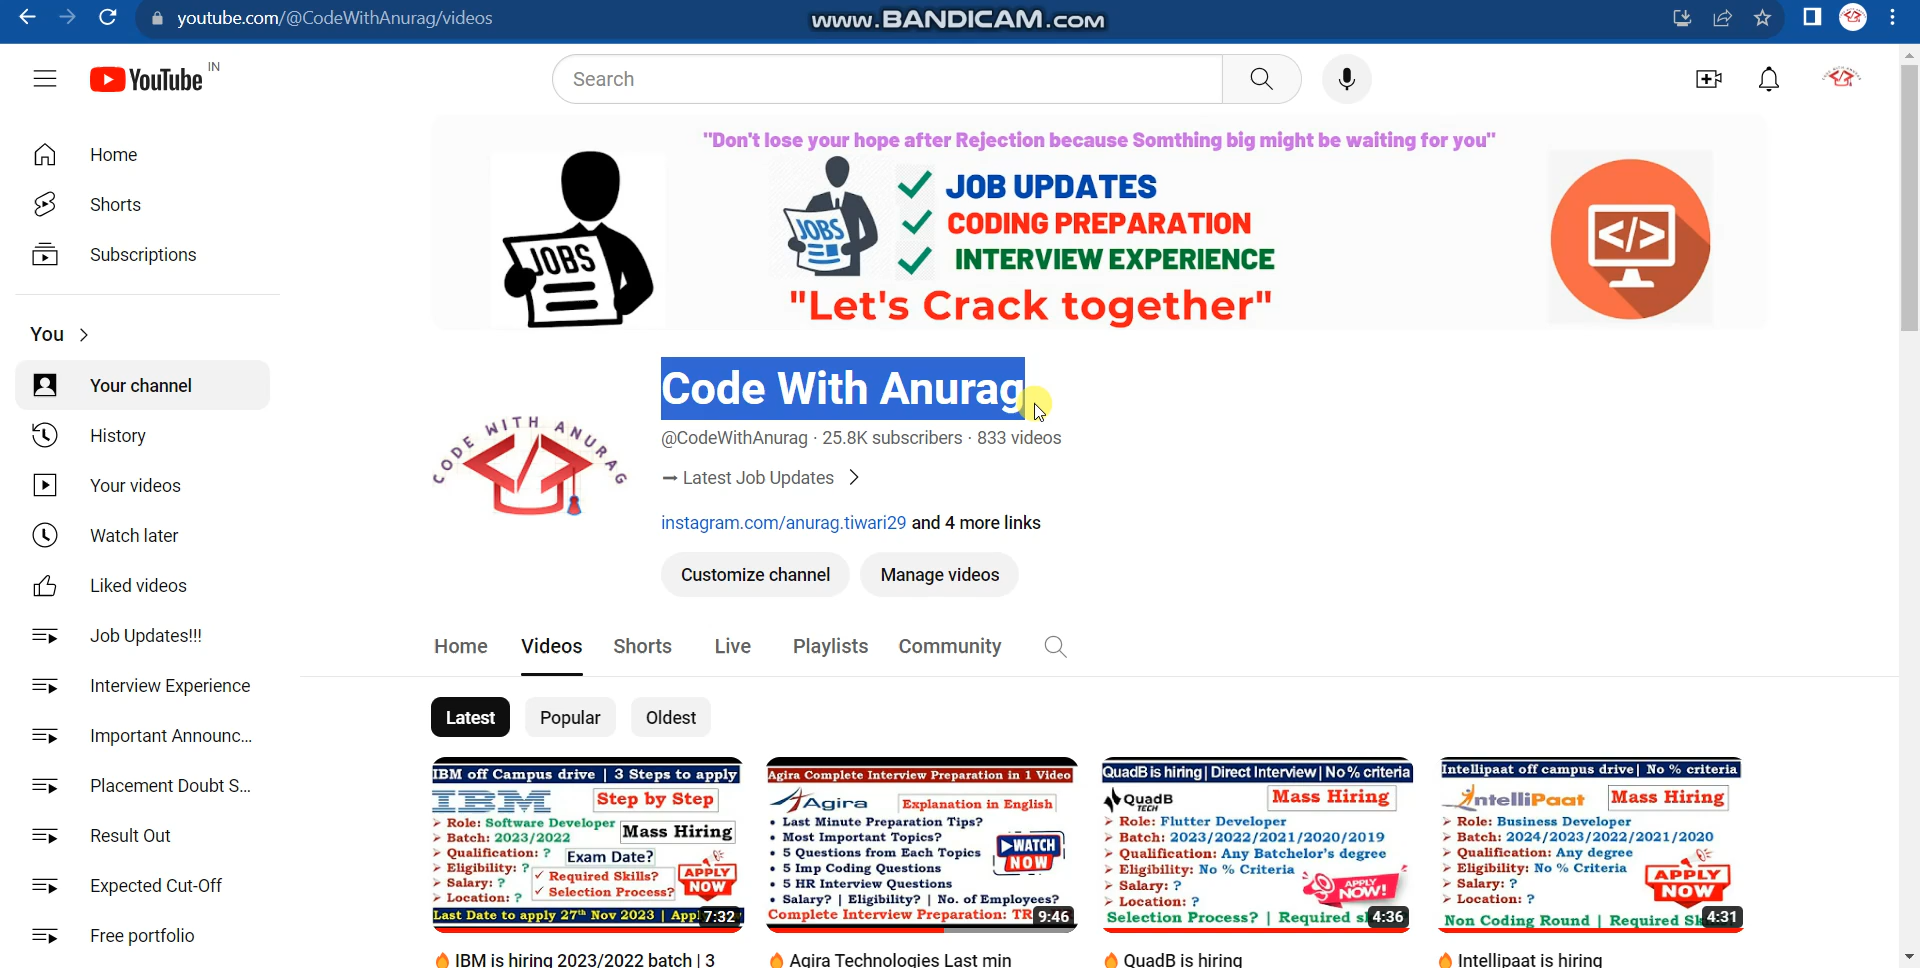 youtube.com/@CodeWithAnurag/videos
www.BANDICAM.com
YouTube IN
Search
Home
Shorts
Subscriptions
You
Your channel
History
Your videos
Watch later
Liked videos
Job Updates!!!
Interview Experience
Important Announc...
Placement Doubt S...
Result Out
Expected Cut-Off
Free portfolio
"Don't lose your hope after Rejection because Somthing big might be waiting for you"
JOBS
JOBS
JOB UPDATES
CODING PREPARATION
INTERVIEW EXPERIENCE
"Let's Crack together"
</>
CODE WITH ANURAG
Code With Anurag
@CodeWithAnurag · 25.8K subscribers · 833 videos
Latest Job Updates
instagram.com/anurag.tiwari29 and 4 more links
Customize channel
Manage videos
Home Videos Shorts Live Playlists Community
Latest Popular Oldest
IBM off Campus drive | 3 Steps to apply
IBM
Step by Step
Role: Software Developer
Batch: 2023/2022
Mass Hiring
Qualification: ?
Exam Date?
Eligibility: ?
Required Skills?
Salary: ?
Selection Process?
Location: ?
APPLY NOW
Last Date to apply 27th Nov 2023 | Appl
7:32
IBM is hiring 2023/2022 batch | 3
Agira Complete Interview Preparation in 1 Video
Agira
Explanation in English
• Last Minute Preparation Tips?
• Most Important Topics?
• 5 Questions from Each Topics
• 5 Imp Coding Questions
• 5 HR Interview Questions
• Salary? | Eligibility? | No. of Employees?
WATCH NOW
Complete Interview Preparation: TR
9:46
Agira Technologies Last min
QuadB is hiring | Direct Interview | No % criteria
QuadB TECH
Mass Hiring
Role: Flutter Developer
Batch: 2023/2022/2021/2020/2019
Qualification: Any Batchelor's degree
Eligibility: No % Criteria
Salary: ?
Location: ?
APPLY NOW!
Selection Process? | Required sk
4:36
QuadB is hiring
Intellipaat off campus drive | No % criteria
IntelliPaat
Mass Hiring
Role: Business Developer
Batch: 2024/2023/2022/2021/2020
Qualification: Any degree
Eligibility: No % Criteria
Salary: ?
Location: ?
APPLY NOW
Non Coding Round | Required Sk
4:31
Intellipaat is hiring